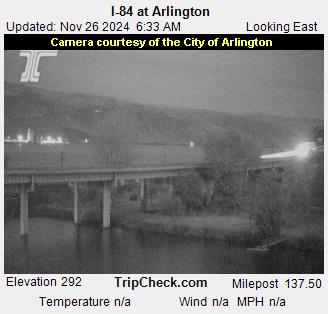 I-84 at Arlington
Updated: Nov 26 2024 6:33 AM Looking East
Camera courtesy of the City of Arlington
Elevation 292 TripCheck.com Milepost 137.50
Temperature n/a Wind n/a MPH n/a